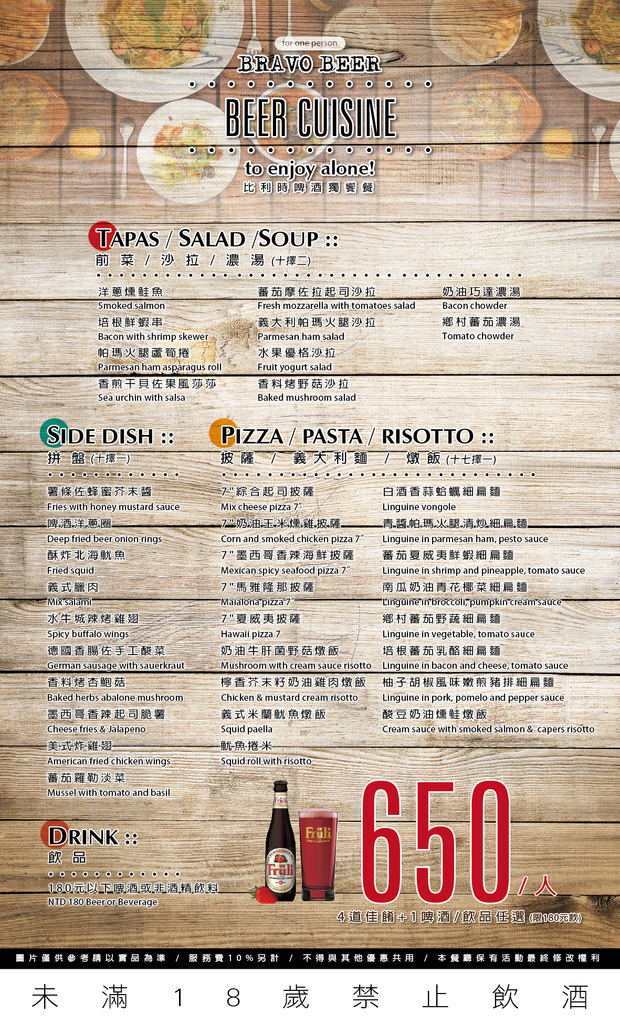 for one person
BRAVO BEER
BEER CUISINE
to enjoy alone!
比利時啤酒獨饗餐
TAPAS / SALAD /SOUP ::
前菜/沙拉/濃湯 (十擇二)
洋蔥燻鮭魚
Smoked salmon
培根鮮蝦串
Bacon with shrimp skewer
帕瑪火腿蘆筍捲
Parmesan ham asparagus roll
香煎干貝佐果風莎莎
Sea urchin with salsa
蕃茄摩佐拉起司沙拉
Fresh mozzarella with tomatoes salad
義大利帕瑪火腿沙拉
Parmesan ham salad
水果優格沙拉
Fruit yogurt salad
香料烤野菇沙拉
Baked mushroom salad
奶油巧達濃湯
Bacon chowder
鄉村蕃茄濃湯
Tomato chowder
SIDE DISH ::
拼盤 (十擇一)
薯條佐蜂蜜芥末醬
Fries with honey mustard sauce
啤酒洋蔥圈
Deep fried beer onion rings
酥炸北海魷魚
Fried squid
義式臘肉
Mix salami
水牛城辣烤雞翅
Spicy buffalo wings
德國香腸佐手工酸菜
German sausage with sauerkraut
香料烤杏鮑菇
Baked herbs abalone mushroom
墨西哥香辣起司脆薯
Cheese fries & Jalapeno
美式炸雞翅
American fried chicken wings
蕃茄羅勒淡菜
Mussel with tomato and basil
PIZZA / PASTA / RISOTTO ::
披薩 / 義大利麵 / 燉飯 (十七擇一)
7"綜合起司披薩
Mix cheese pizza 7"
7"奶油玉米燻雞披薩
Corn and smoked chicken pizza 7"
7"墨西哥香辣海鮮披薩
Mexican spicy seafood pizza 7"
7"馬雅隆那披薩
Maialona pizza 7"
7"夏威夷披薩
Hawaii pizza 7
奶油牛肝菌野菇燉飯
Mushroom with cream sauce risotto
檸香芥末籽奶油雞肉燉飯
Chicken & mustard cream risotto
義式米蘭魷魚燉飯
Squid paella
魷魚捲米
Squid roll with risotto
白酒香蒜蛤蠣細扁麵
Linguine vongole
青醬帕瑪火腿清炒細扁麵
Linguine in parmesan ham, pesto sauce
蕃茄夏威夷鮮蝦細扁麵
Linguine in shrimp and pineapple, tomato sauce
南瓜奶油青花椰菜細扁麵
Linguine in broccoli, pumpkin cream sauce
鄉村蕃茄野蔬細扁麵
Linguine in vegetable, tomato sauce
培根蕃茄乳酪細扁麵
Linguine in bacon and cheese, tomato sauce
柚子胡椒風味嫩煎豬排細扁麵
Linguine in pork, pomelo and pepper sauce
酸豆奶油燻鮭燉飯
Cream sauce with smoked salmon & capers risotto
DRINK ::
飲品
180元以下啤酒或非酒精飲料
NTD 180 Beer or Beverage
Früli
Früli
650/人
4道佳餚+1啤酒/飲品任選 (限180元款)
圖片僅供參考請以實品為準 / 服務費10%另計 / 不得與其他優惠共用 / 本餐廳保有活動最終修改權利
未滿18歲禁止飲酒